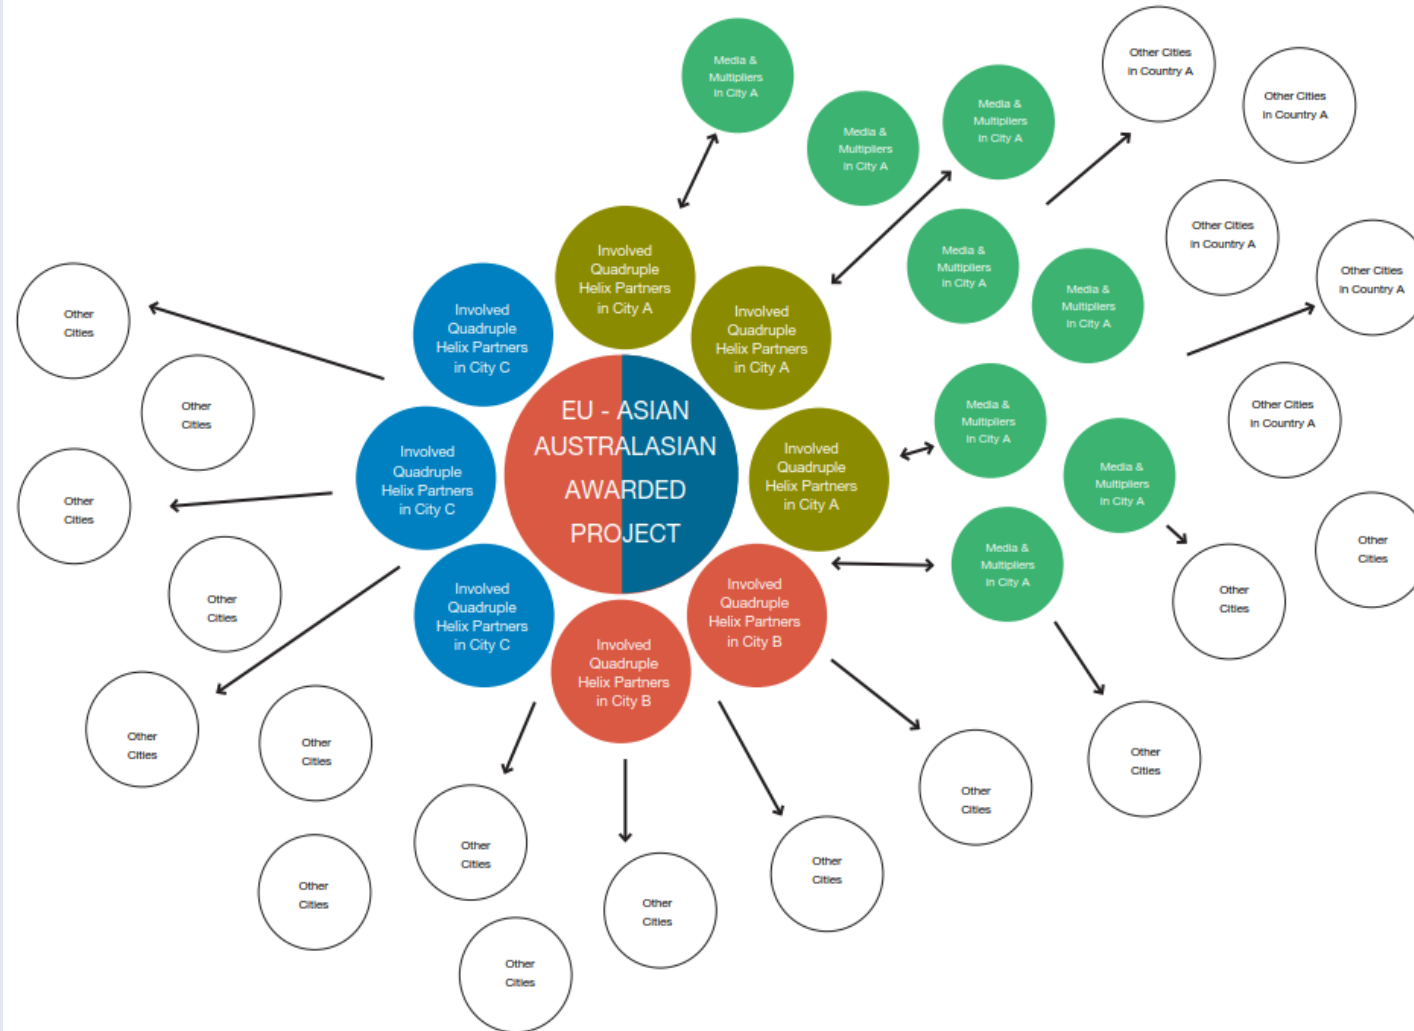 Media &
Multipliers
in City A
Media &
Multipliers
in City A
Media &
Multipliers
in City A
Other Cities
in Country A
Other Cities
in Country A
Involved
Quadruple
Helix Partners
in City A
Media &
Multipliers
in City A
Other Cities
in Country A
Other Cities
in Country A
Other
Cities
Involved
Quadruple
Helix Partners
in City C
Involved
Quadruple
Helix Partners
in City A
Media &
Multipliers
in City A
Other
Cities
EU - ASIAN
AUSTRALASIAN
AWARDED
PROJECT
Media &
Multipliers
in City A
Other Cities
in Country A
Other
Cities
Involved
Quadruple
Helix Partners
in City C
Involved
Quadruple
Helix Partners
in City A
Media &
Multipliers
in City A
Other
Cities
Other
Cities
Involved
Quadruple
Helix Partners
in City C
Involved
Quadruple
Helix Partners
in City B
Media &
Multipliers
in City A
Other
Cities
Involved
Quadruple
Helix Partners
in City B
Other
Cities
Other
Cities
Other
Cities
Other
Cities
Other
Cities
Other
Cities
Other
Cities
Other
Cities
Other
Cities